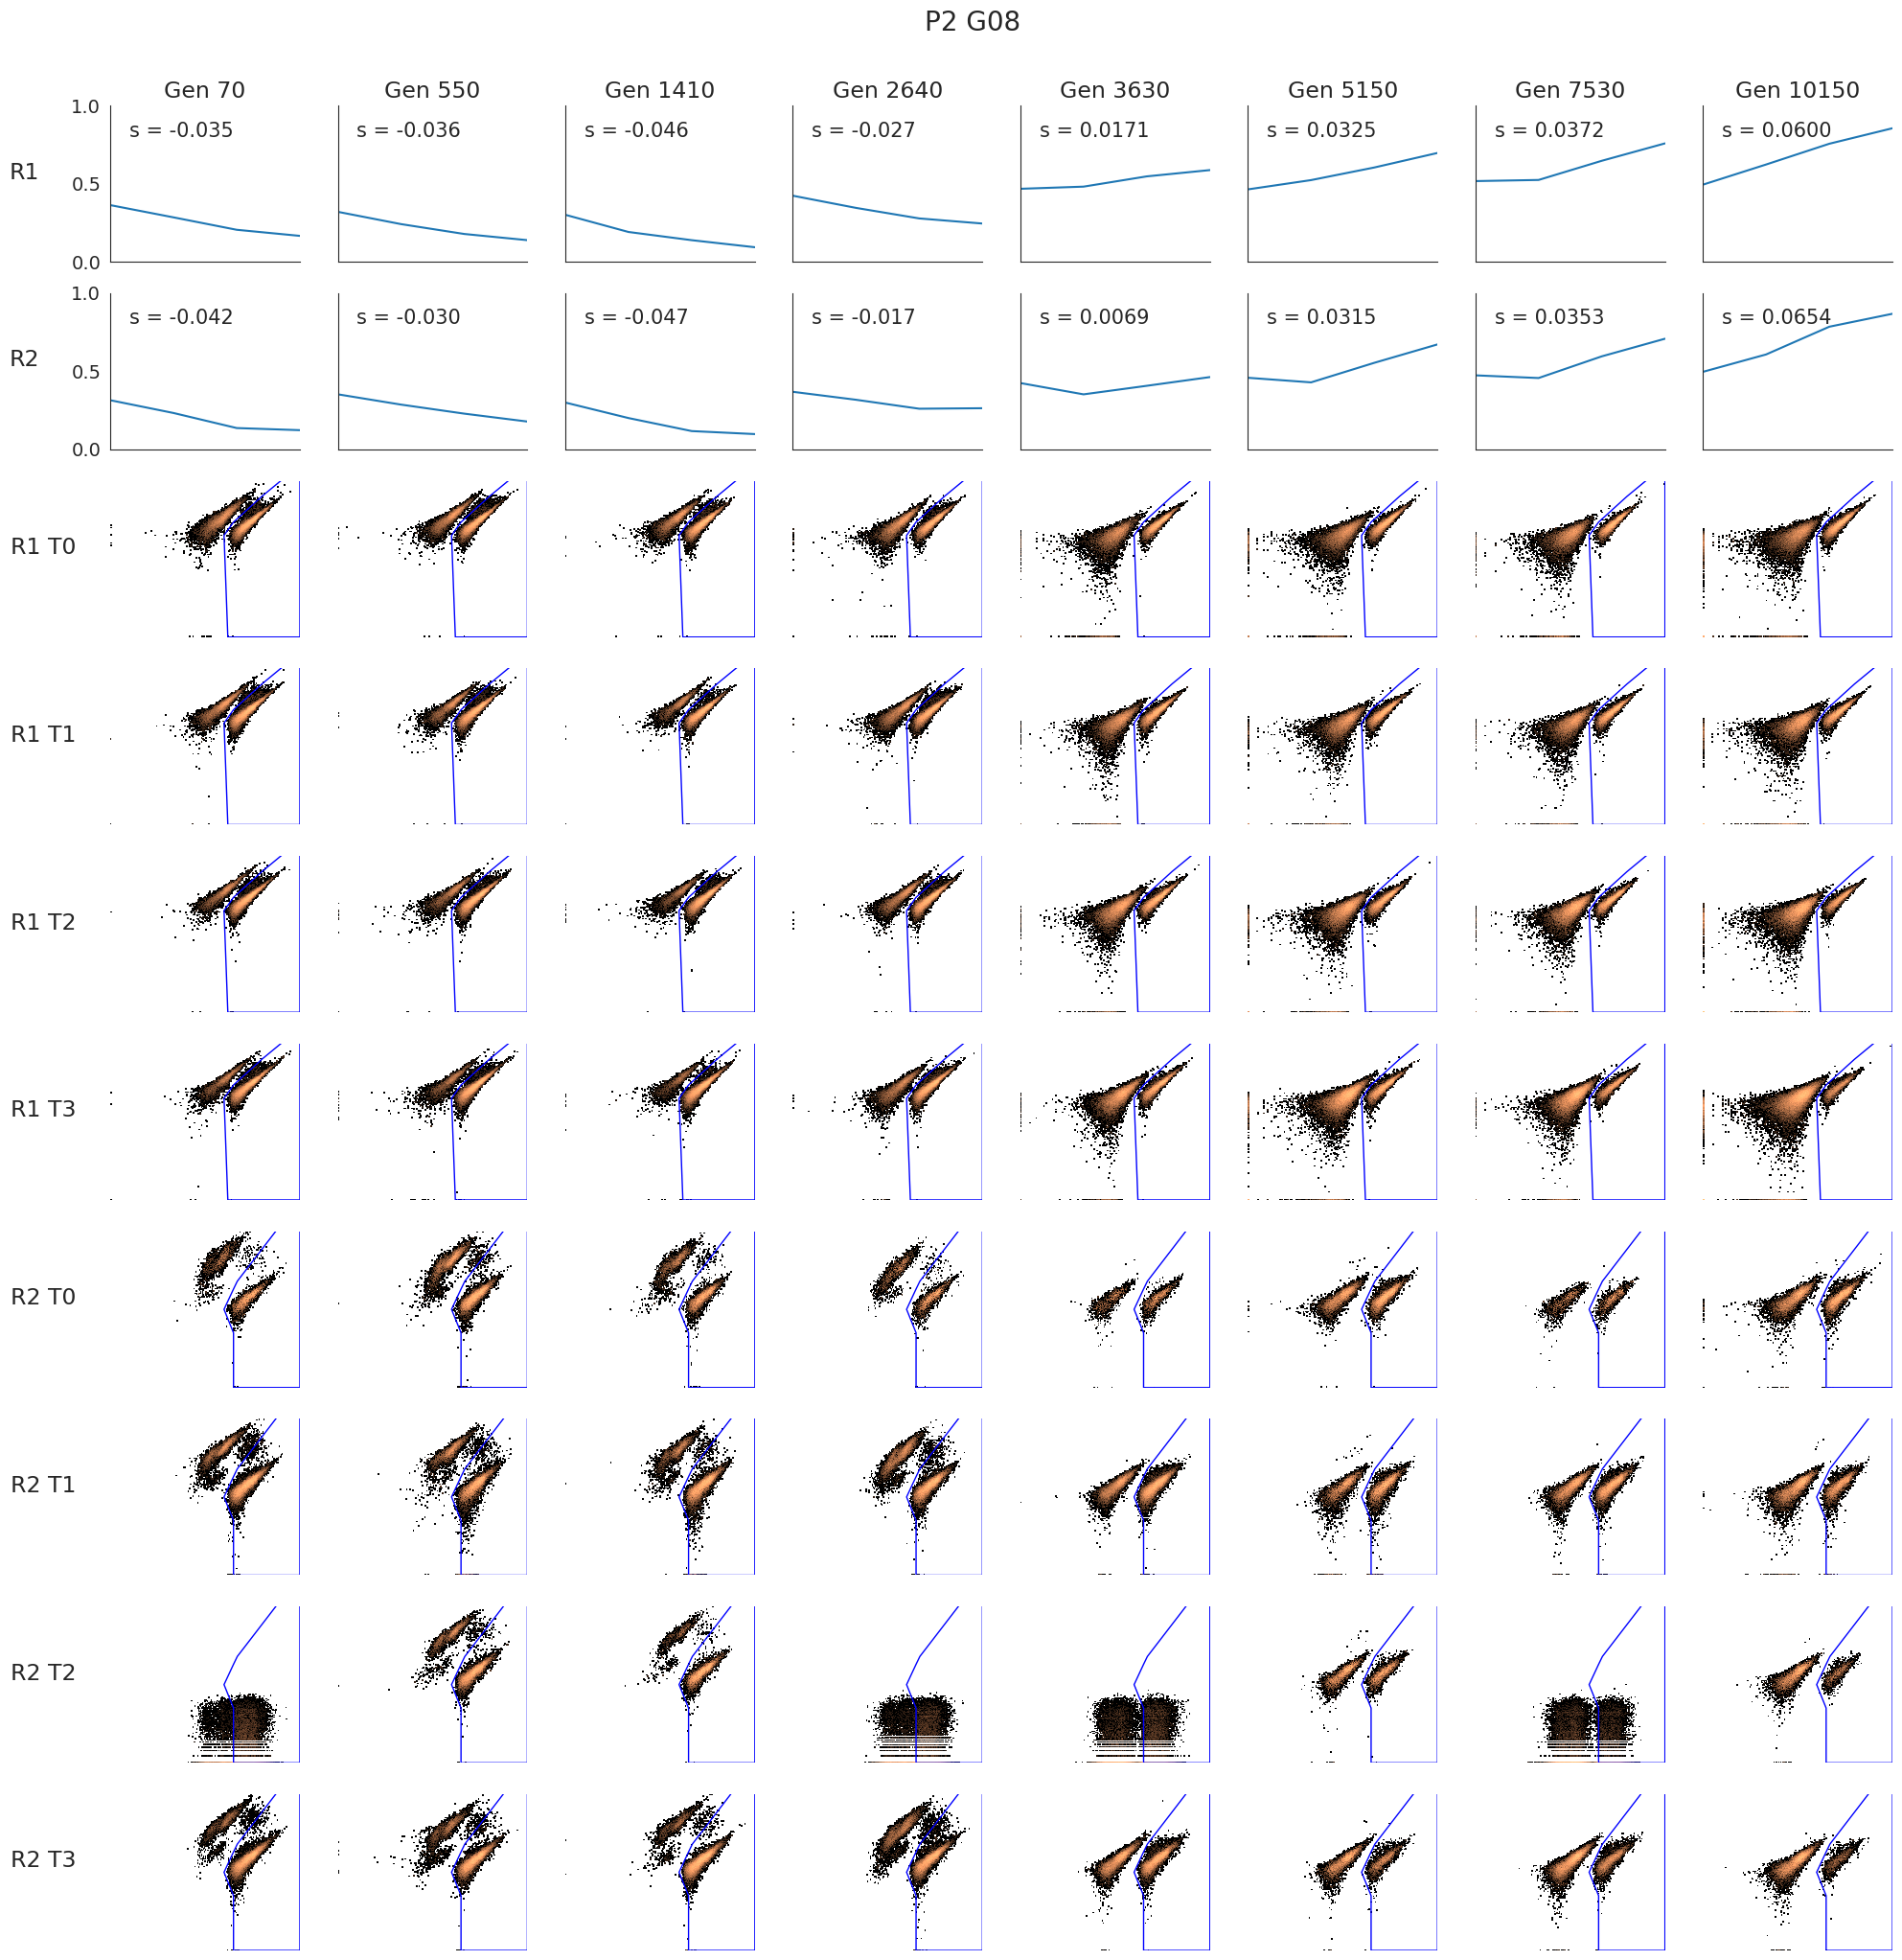 P2 G08
Gen 70 Gen 550 Gen 1410 Gen 2640 Gen 3630 Gen 5150 Gen 7530 Gen 10150
1.0
s = -0.035 s = -0.036 s = -0.046 s = -0.027 s = 0.0171 s = 0.0325 s = 0.0372 s = 0.0600
R1
0.5
0.0
1.0
s = -0.042 s = -0.030 s = -0.047 s = -0.017 s = 0.0069 s = 0.0315 s = 0.0353 s = 0.0654
R2
0.5
0.0
R1 T0
R1 T1
R1 T2
R1 T3
R2 T0
R2 T1
R2 T2
R2 T3